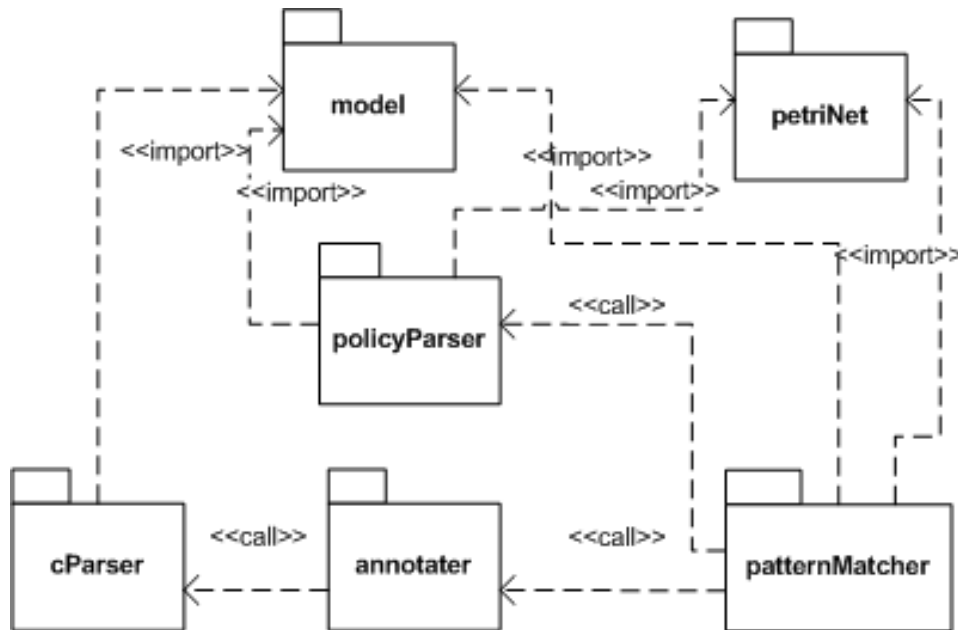 model
petriNet
<<import>>
<<import>>
<<import>>
<<import>>
<<import>>
<<call>>
policyParser
<<call>>
<<call>>
cParser
annotater
patternMatcher